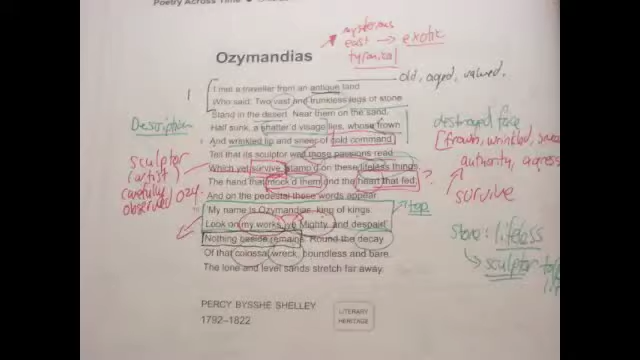 Poetry Across Time
mysterious
east → exotic
tyranical
Ozymandias
old, aged, valued.
I met a traveller from an antique land
Who said: Two vast and trunkless legs of stone
Stand in the desert. Near them on the sand,
Half sunk, a shatter'd visage lies, whose frown
And wrinkled lip and sneer of cold command
Tell that its sculptor well those passions read
Which yet survive, stamp'd on these lifeless things,
The hand that mock'd them and the heart that fed.
And on the pedestal these words appear:
'My name is Ozymandias, king of kings:
Look on my works, ye Mighty, and despair!'
Nothing beside remains. Round the decay
Of that colossal wreck, boundless and bare,
The lone and level sands stretch far away.
PERCY BYSSHE SHELLEY
1792–1822
LITERARY
HERITAGE
Description
sculptor
(artist)
carefully
observed Ozy.
destroyed face
[frown, wrinkled,
authority,
survive
?
stone: lifeless
sculptor